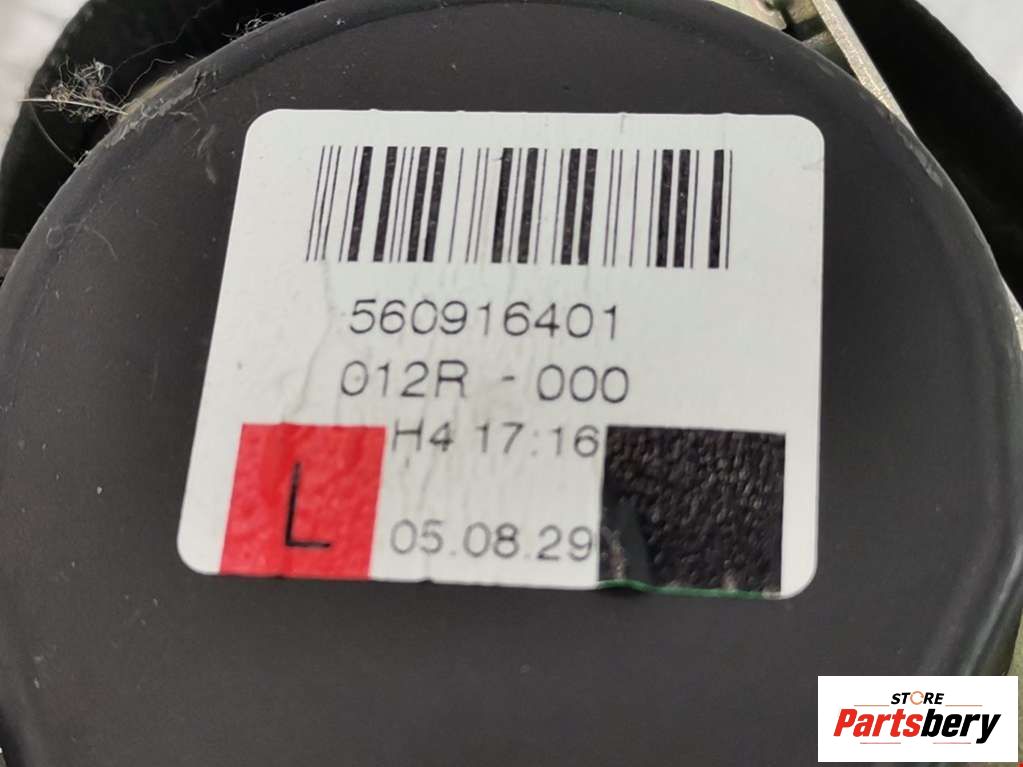 560916401
012R - 000
H4 17:16
L
05.08.29
STORE
Partsbery